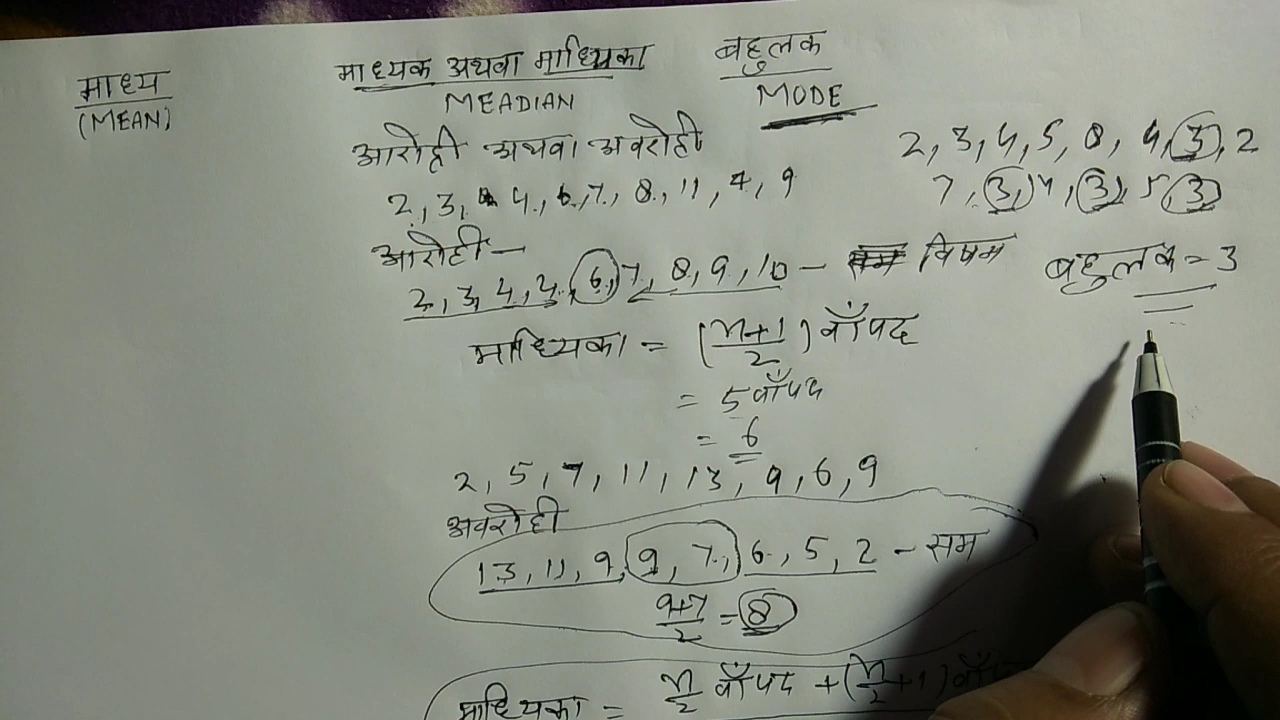 माध्य
(MEAN)
माध्यक अथवा माध्यिका
MEADIAN
बहुलक
MODE
आरोही अथवा अवरोही
2, 3, 4, 6, 7, 8, 11, 4, 9
आरोही -
2, 3, 4, 4, 6, 7, 8, 9, 10 - विषम
माध्यिका = (n+1/2) वाँ पद
= 5 वाँ पद
= 6
2, 5, 7, 11, 13, 9, 6, 9
अवरोही
13, 11, 9, 9, 7, 6, 5, 2 - सम
9+7/2 = 8
माध्यिका = n/2 वाँ पद + (n/2+1) वाँ
2, 3, 4, 5, 8, 4, 3, 2
7, 3, 4, 3, 5, 3
बहुलक = 3